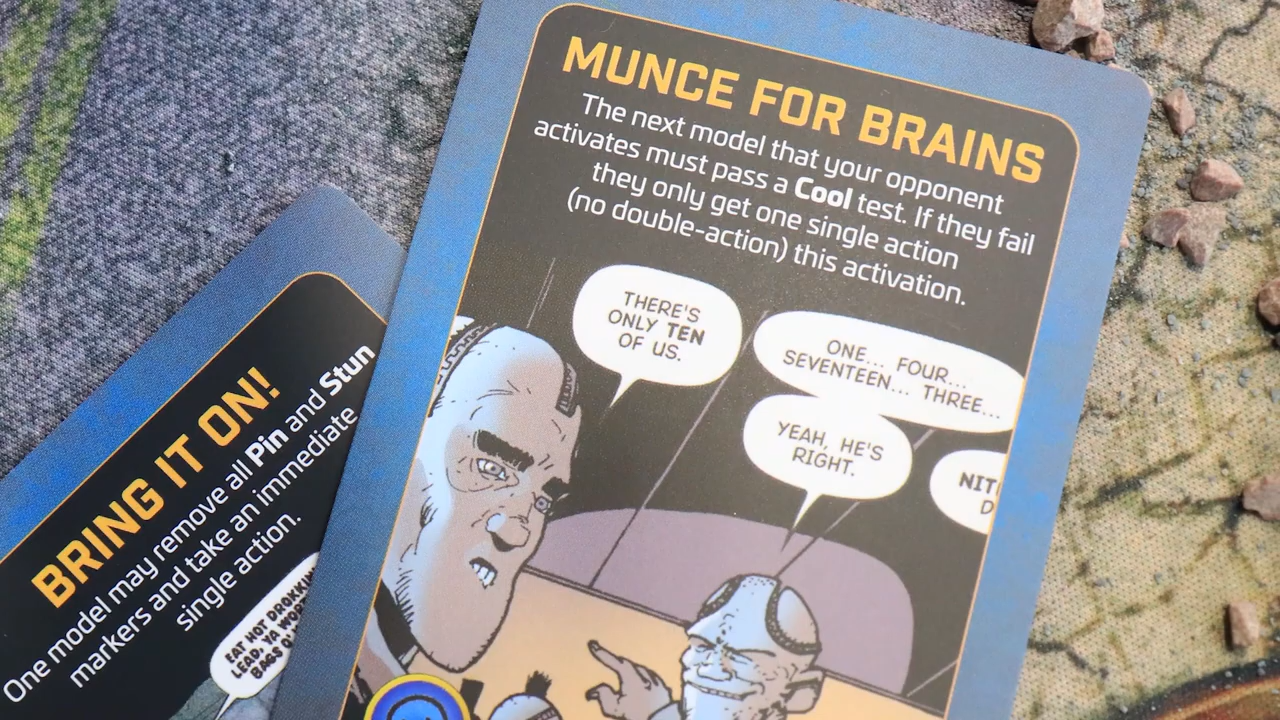 MUNCE FOR BRAINS
The next model that your opponent
activates must pass a Cool test. If they fail
they only get one single action
(no double-action) this activation.
THERE'S
ONLY TEN
OF US.
ONE... FOUR...
SEVENTEEN... THREE...
YEAH, HE'S
RIGHT.
BRING IT ON!
One model may remove all Pin and Stun
markers and take an immediate
single action.
EAT HOT
LEAD, YA
BAGS